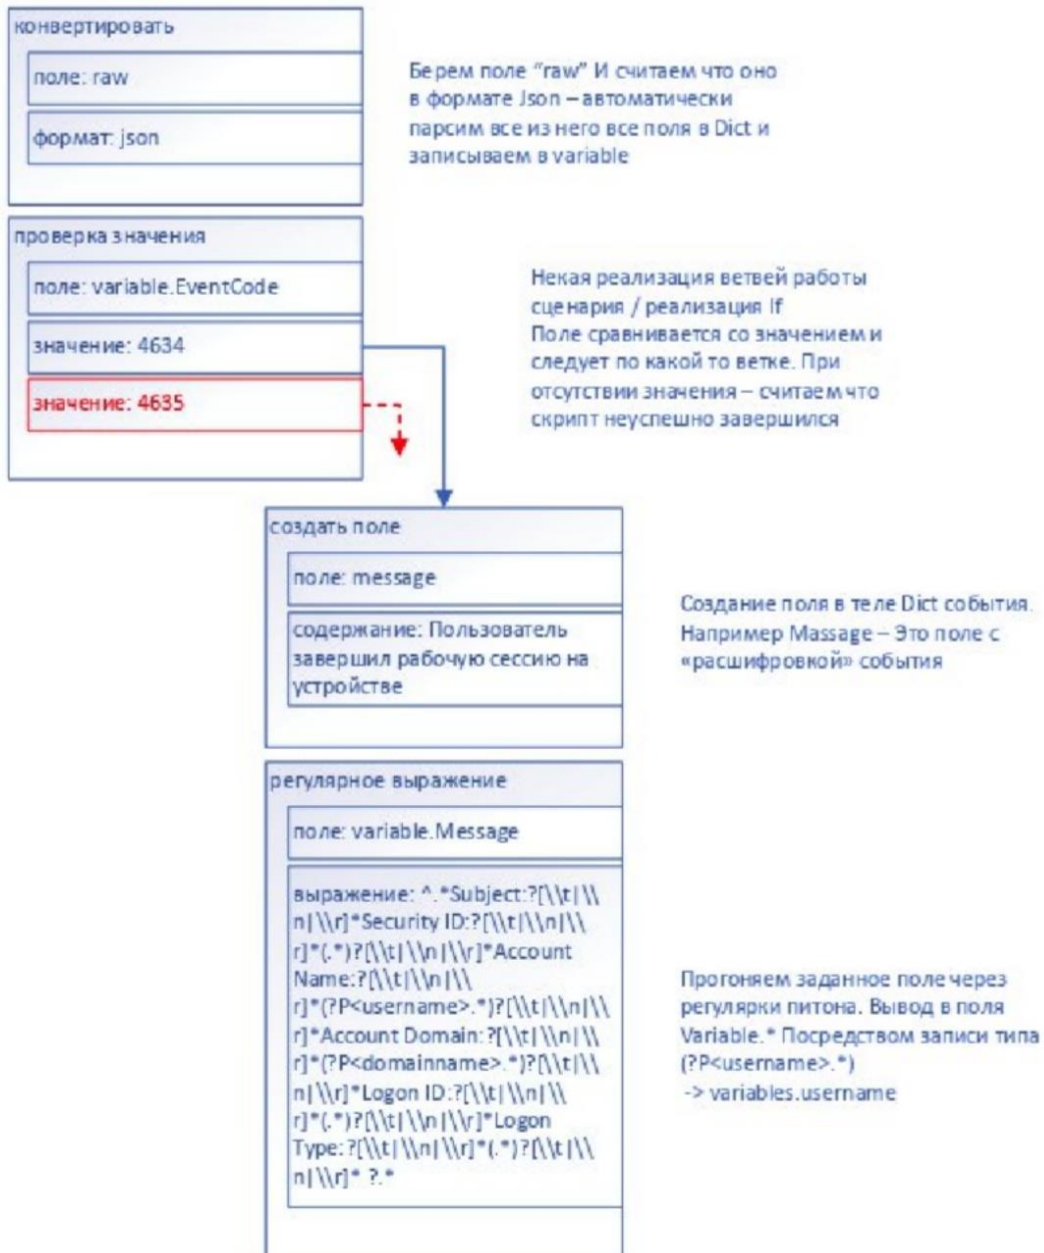 конвертировать
поле: raw
формат: json
Берем поле "raw" И считаем что оно
в формате Json – автоматически
парсим все из него все поля в Dict и
записываем в variable
проверка значения
поле: variable.EventCode
значение: 4634
значение: 4635
Некая реализация ветвей работы
сценария / реализация If
Поле сравнивается со значением и
следует по какой то ветке. При
отсутствии значения – считаем что
скрипт неуспешно завершился
создать поле
поле: message
содержание: Пользователь
завершил рабочую сессию на
устройстве
Создание поля в теле Dict события.
Например Massage – Это поле с
«расшифровкой» события
регулярное выражение
поле: variable.Message
выражение: ^.*Subject:?[\\t|\\
n|\\r]*Security ID:?[\\t|\\n|\\
r]*(.*)?[\\t|\\n|\\r]*Account
Name:?[\\t|\\n|\\
r]*(?P<username>.*)?[\\t|\\n|\\
r]*Account Domain:?[\\t|\\n|\\
r]*(?P<domainname>.*)?[\\t|\\
n|\\r]*Logon ID:?[\\t|\\n|\\
r]*(.*)?[\\t|\\n|\\r]*Logon
Type:?[\\t|\\n|\\r]*(.*)?[\\t|\\
n|\\r]* ?.*
Прогоняем заданное поле через
регулярки питона. Вывод в поля
Variable.* Посредством записи типа
(?P<username>.*)
-> variables.username